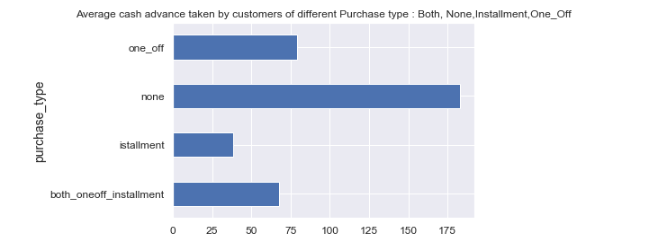 Average cash advance taken by customers of different Purchase type : Both, None,Installment,One_Off
one_off
none
istallment
both_oneoff_installment
purchase_type
0 25 50 75 100 125 150 175